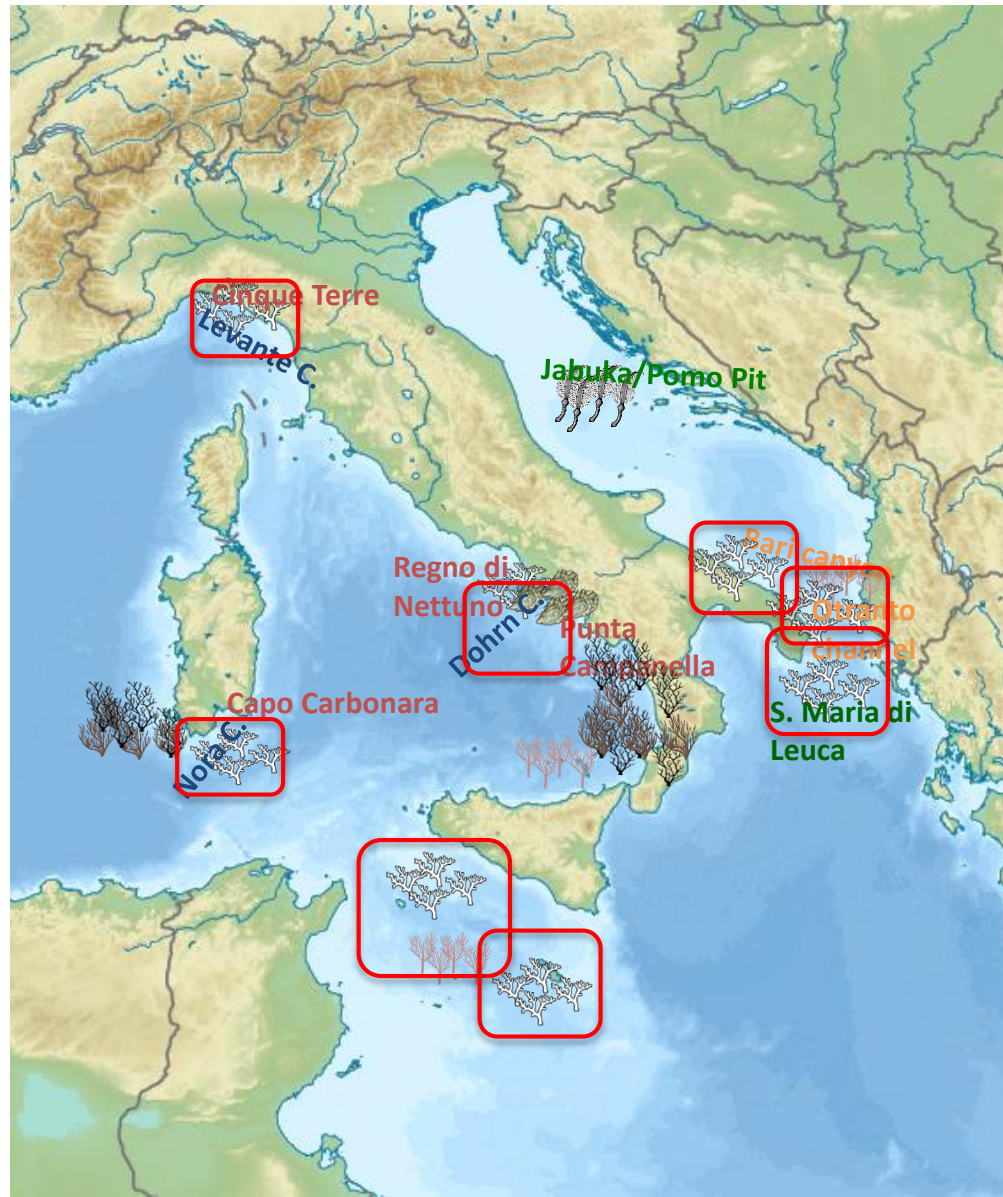 Cinque Terre
Levante C.
Jabuka/Pomo Pit
Bari canyon
Regno di
Nettuno
Dohrn C.
Punta
Campanella
Otranto
channel
Capo Carbonara
Nora C.
S. Maria di
Leuca